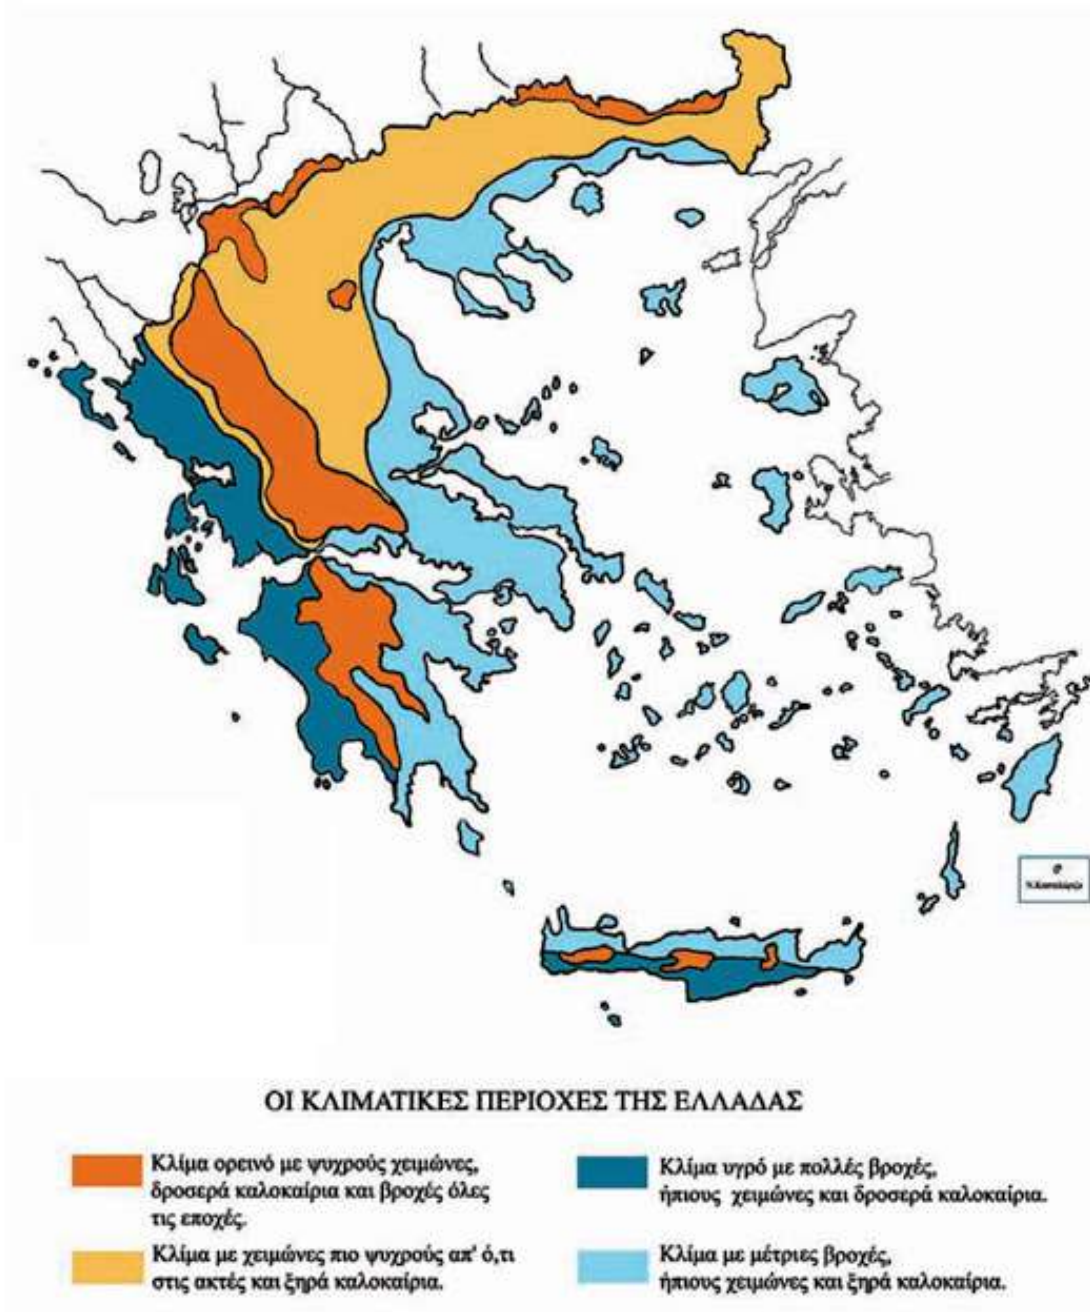 Ν.Καστελόριζο
ΟΙ ΚΛΙΜΑΤΙΚΕΣ ΠΕΡΙΟΧΕΣ ΤΗΣ ΕΛΛΑΔΑΣ
Κλίμα ορεινό με ψυχρούς χειμώνες,
δροσερά καλοκαίρια και βροχές όλες
τις εποχές.
Κλίμα με χειμώνες πιο ψυχρούς απ' ό,τι
στις ακτές και ξηρά καλοκαίρια.
Κλίμα υγρό με πολλές βροχές,
ήπιους χειμώνες και δροσερά καλοκαίρια.
Κλίμα με μέτριες βροχές,
ήπιους χειμώνες και ξηρά καλοκαίρια.